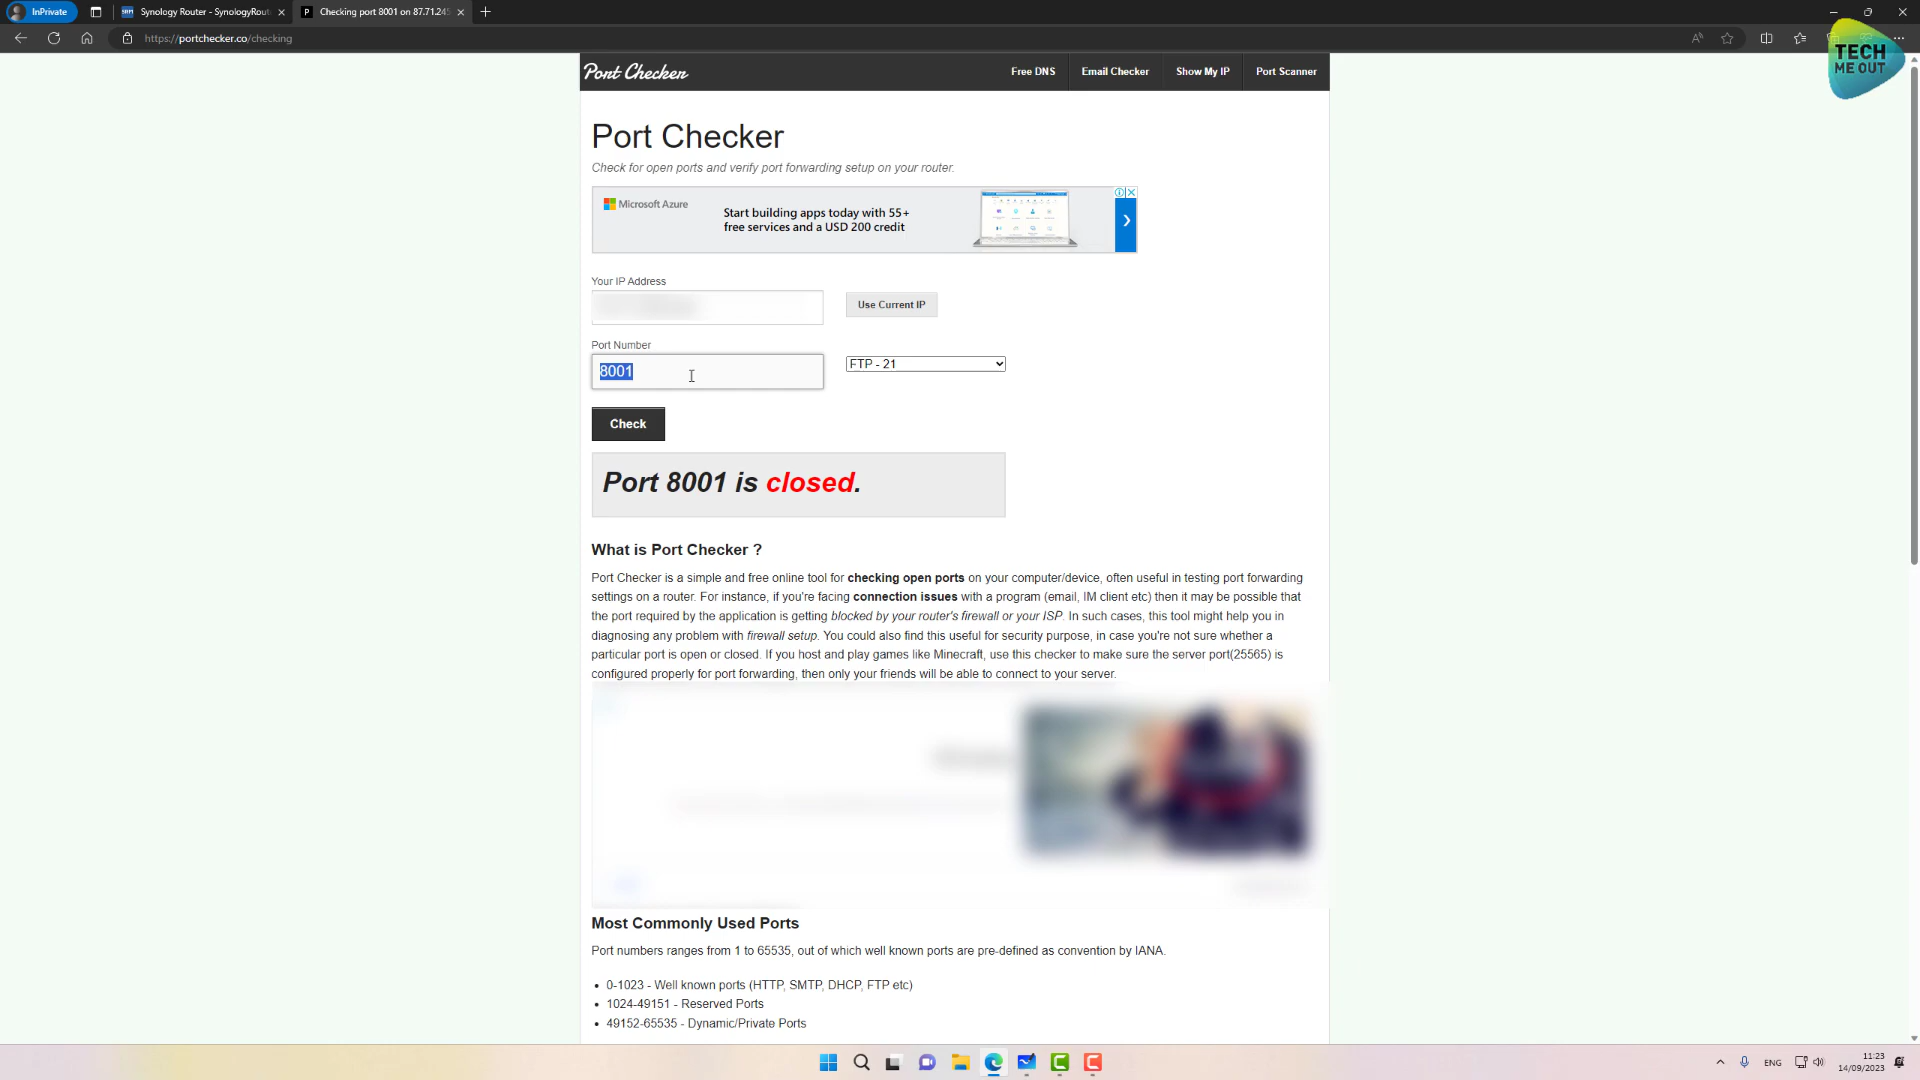 InPrivate
SRM
Synology Router - SynologyRout
P
Checking port 8001 on 87.71.245
https://portchecker.co/checking
TECH
ME OUT
Port Checker
Free DNS
Email Checker
Show My IP
Port Scanner
Port Checker
Check for open ports and verify port forwarding setup on your router.
Microsoft Azure
Start building apps today with 55+
free services and a USD 200 credit
Your IP Address
Use Current IP
Port Number
8001
FTP - 21
Check
Port 8001 is closed.
What is Port Checker ?
Port Checker is a simple and free online tool for checking open ports on your computer/device, often useful in testing port forwarding
settings on a router. For instance, if you're facing connection issues with a program (email, IM client etc) then it may be possible that
the port required by the application is getting blocked by your router's firewall or your ISP. In such cases, this tool might help you in
diagnosing any problem with firewall setup. You could also find this useful for security purpose, in case you're not sure whether a
particular port is open or closed. If you host and play games like Minecraft, use this checker to make sure the server port(25565) is
configured properly for port forwarding, then only your friends will be able to connect to your server.
Most Commonly Used Ports
Port numbers ranges from 1 to 65535, out of which well known ports are pre-defined as convention by IANA.
• 0-1023 - Well known ports (HTTP, SMTP, DHCP, FTP etc)
• 1024-49151 - Reserved Ports
• 49152-65535 - Dynamic/Private Ports
ENG
11:23
14/09/2023